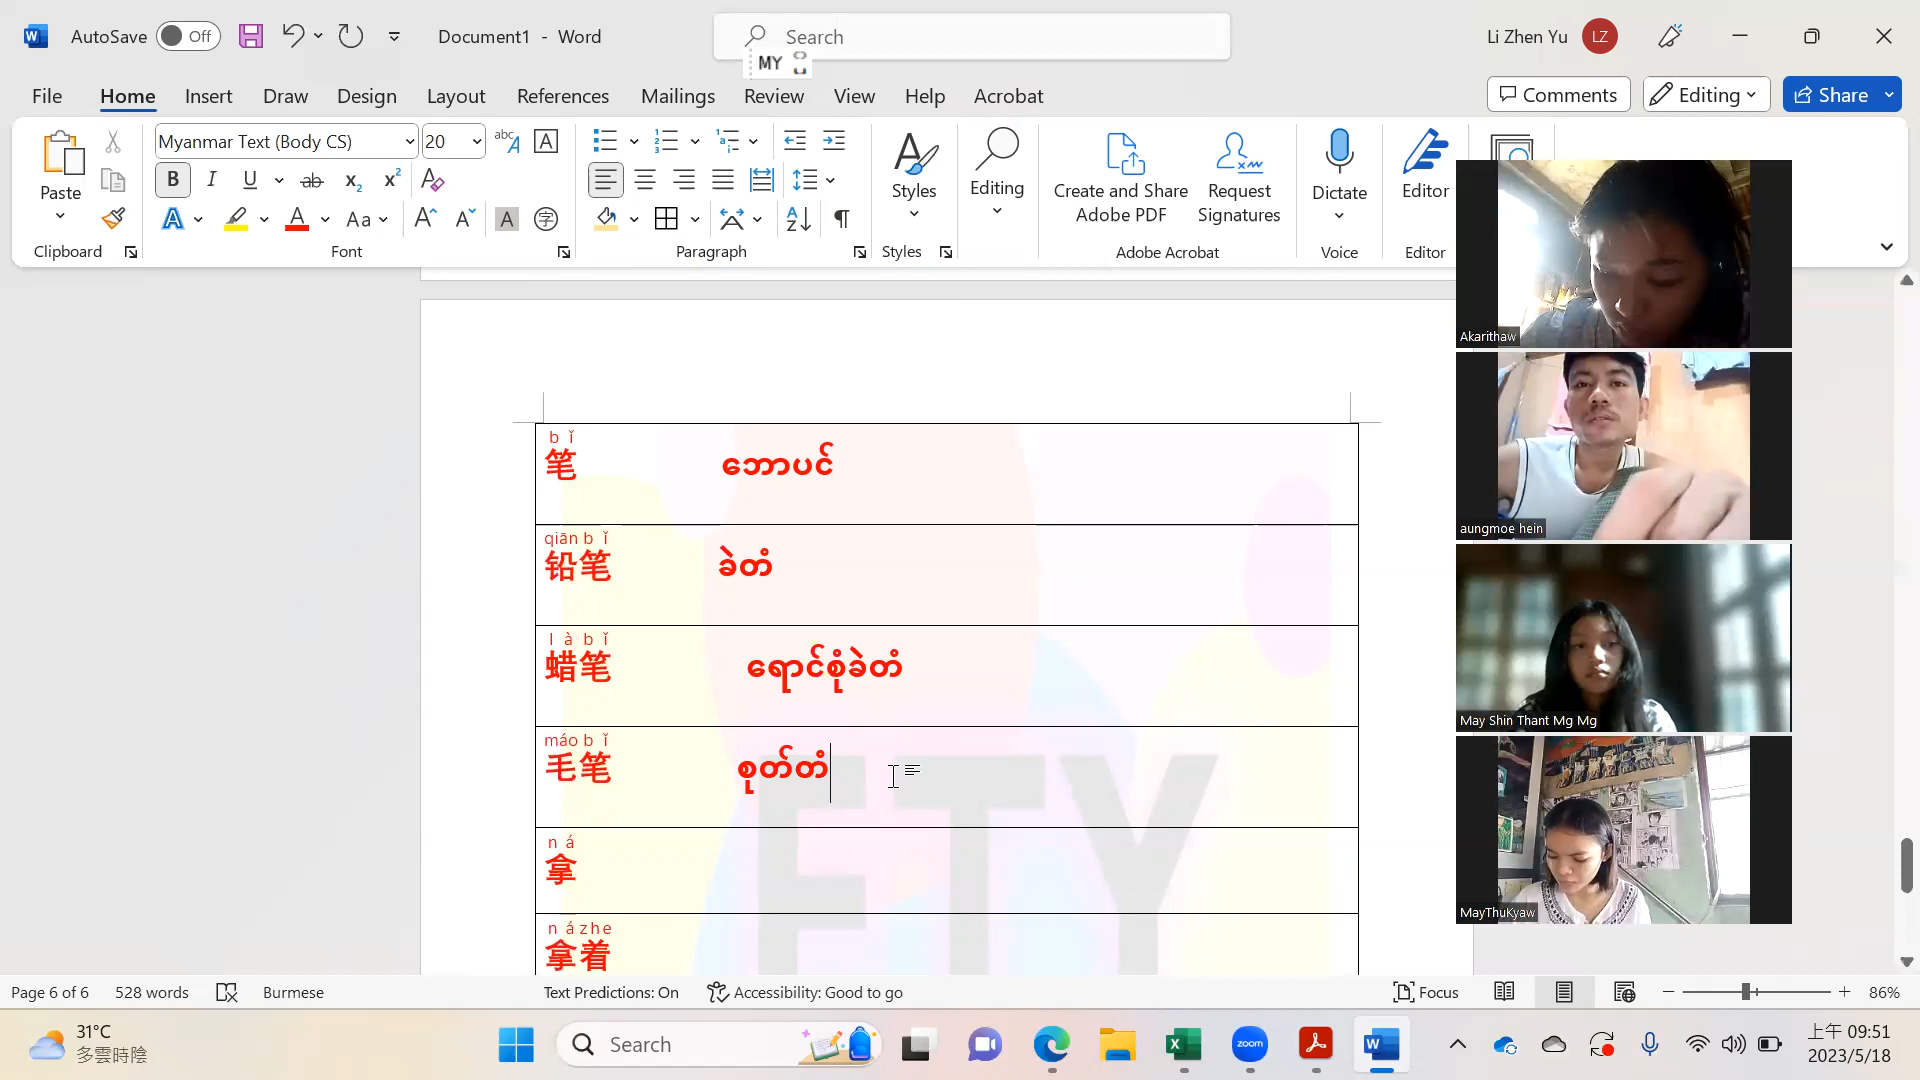 AutoSave Off
Document1 - Word
Search
MY
Li Zhen Yu LZ
File Home Insert Draw Design Layout References Mailings Review View Help Acrobat
Comments Editing Share
Paste
Clipboard
Myanmar Text (Body CS) 20
Font
Paragraph
Styles
Styles
Editing
Create and Share
Adobe PDF
Request
Signatures
Adobe Acrobat
Dictate
Voice
Editor
Editor
bǐ
笔 ဘောပင်
qiān bǐ
铅笔 ခဲတံ
là bǐ
蜡笔 ရောင်စုံခဲတံ
máo bǐ
毛笔 စုတ်တံ
ná
拿
ná zhe
拿着
ETY
Akarithaw
aungmoe hein
May Shin Thant Mg Mg
MayThuKyaw
Page 6 of 6 528 words Burmese Text Predictions: On Accessibility: Good to go Focus 86%
31°C
多雲時陰
Search
zoom
上午 09:51
2023/5/18